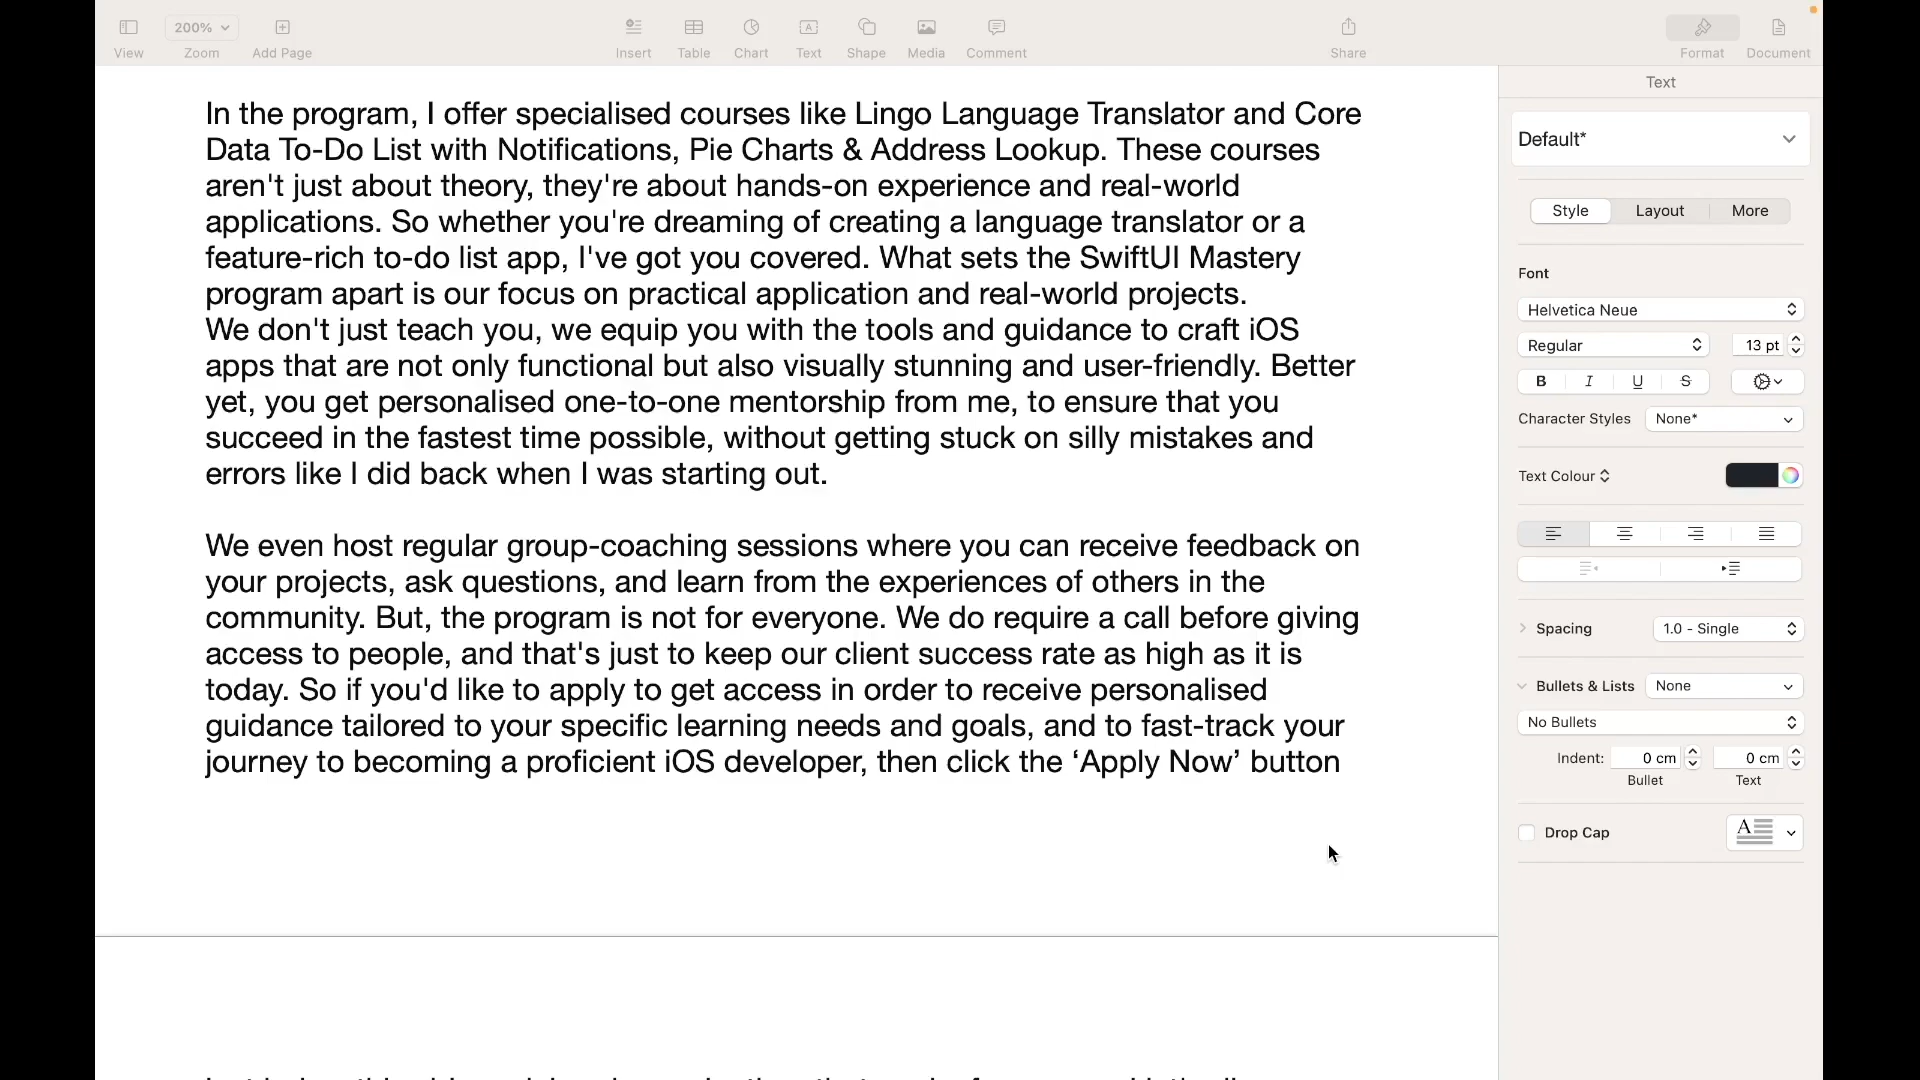 200%
View
Zoom
Add Page
Insert
Table
Chart
Text
Shape
Media
Comment
Share
Format
Document
In the program, I offer specialised courses like Lingo Language Translator and Core
Data To-Do List with Notifications, Pie Charts & Address Lookup. These courses
aren't just about theory, they're about hands-on experience and real-world
applications. So whether you're dreaming of creating a language translator or a
feature-rich to-do list app, I've got you covered. What sets the SwiftUI Mastery
program apart is our focus on practical application and real-world projects.
We don't just teach you, we equip you with the tools and guidance to craft iOS
apps that are not only functional but also visually stunning and user-friendly. Better
yet, you get personalised one-to-one mentorship from me, to ensure that you
succeed in the fastest time possible, without getting stuck on silly mistakes and
errors like I did back when I was starting out.
We even host regular group-coaching sessions where you can receive feedback on
your projects, ask questions, and learn from the experiences of others in the
community. But, the program is not for everyone. We do require a call before giving
access to people, and that's just to keep our client success rate as high as it is
today. So if you'd like to apply to get access in order to receive personalised
guidance tailored to your specific learning needs and goals, and to fast-track your
journey to becoming a proficient iOS developer, then click the ‘Apply Now’ button
Text
Default*
Style
Layout
More
Font
Helvetica Neue
Regular
13 pt
B I U S
Character Styles
None*
Text Colour
Spacing
1.0 - Single
Bullets & Lists
None
No Bullets
Indent:
0 cm
0 cm
Bullet
Text
Drop Cap
A